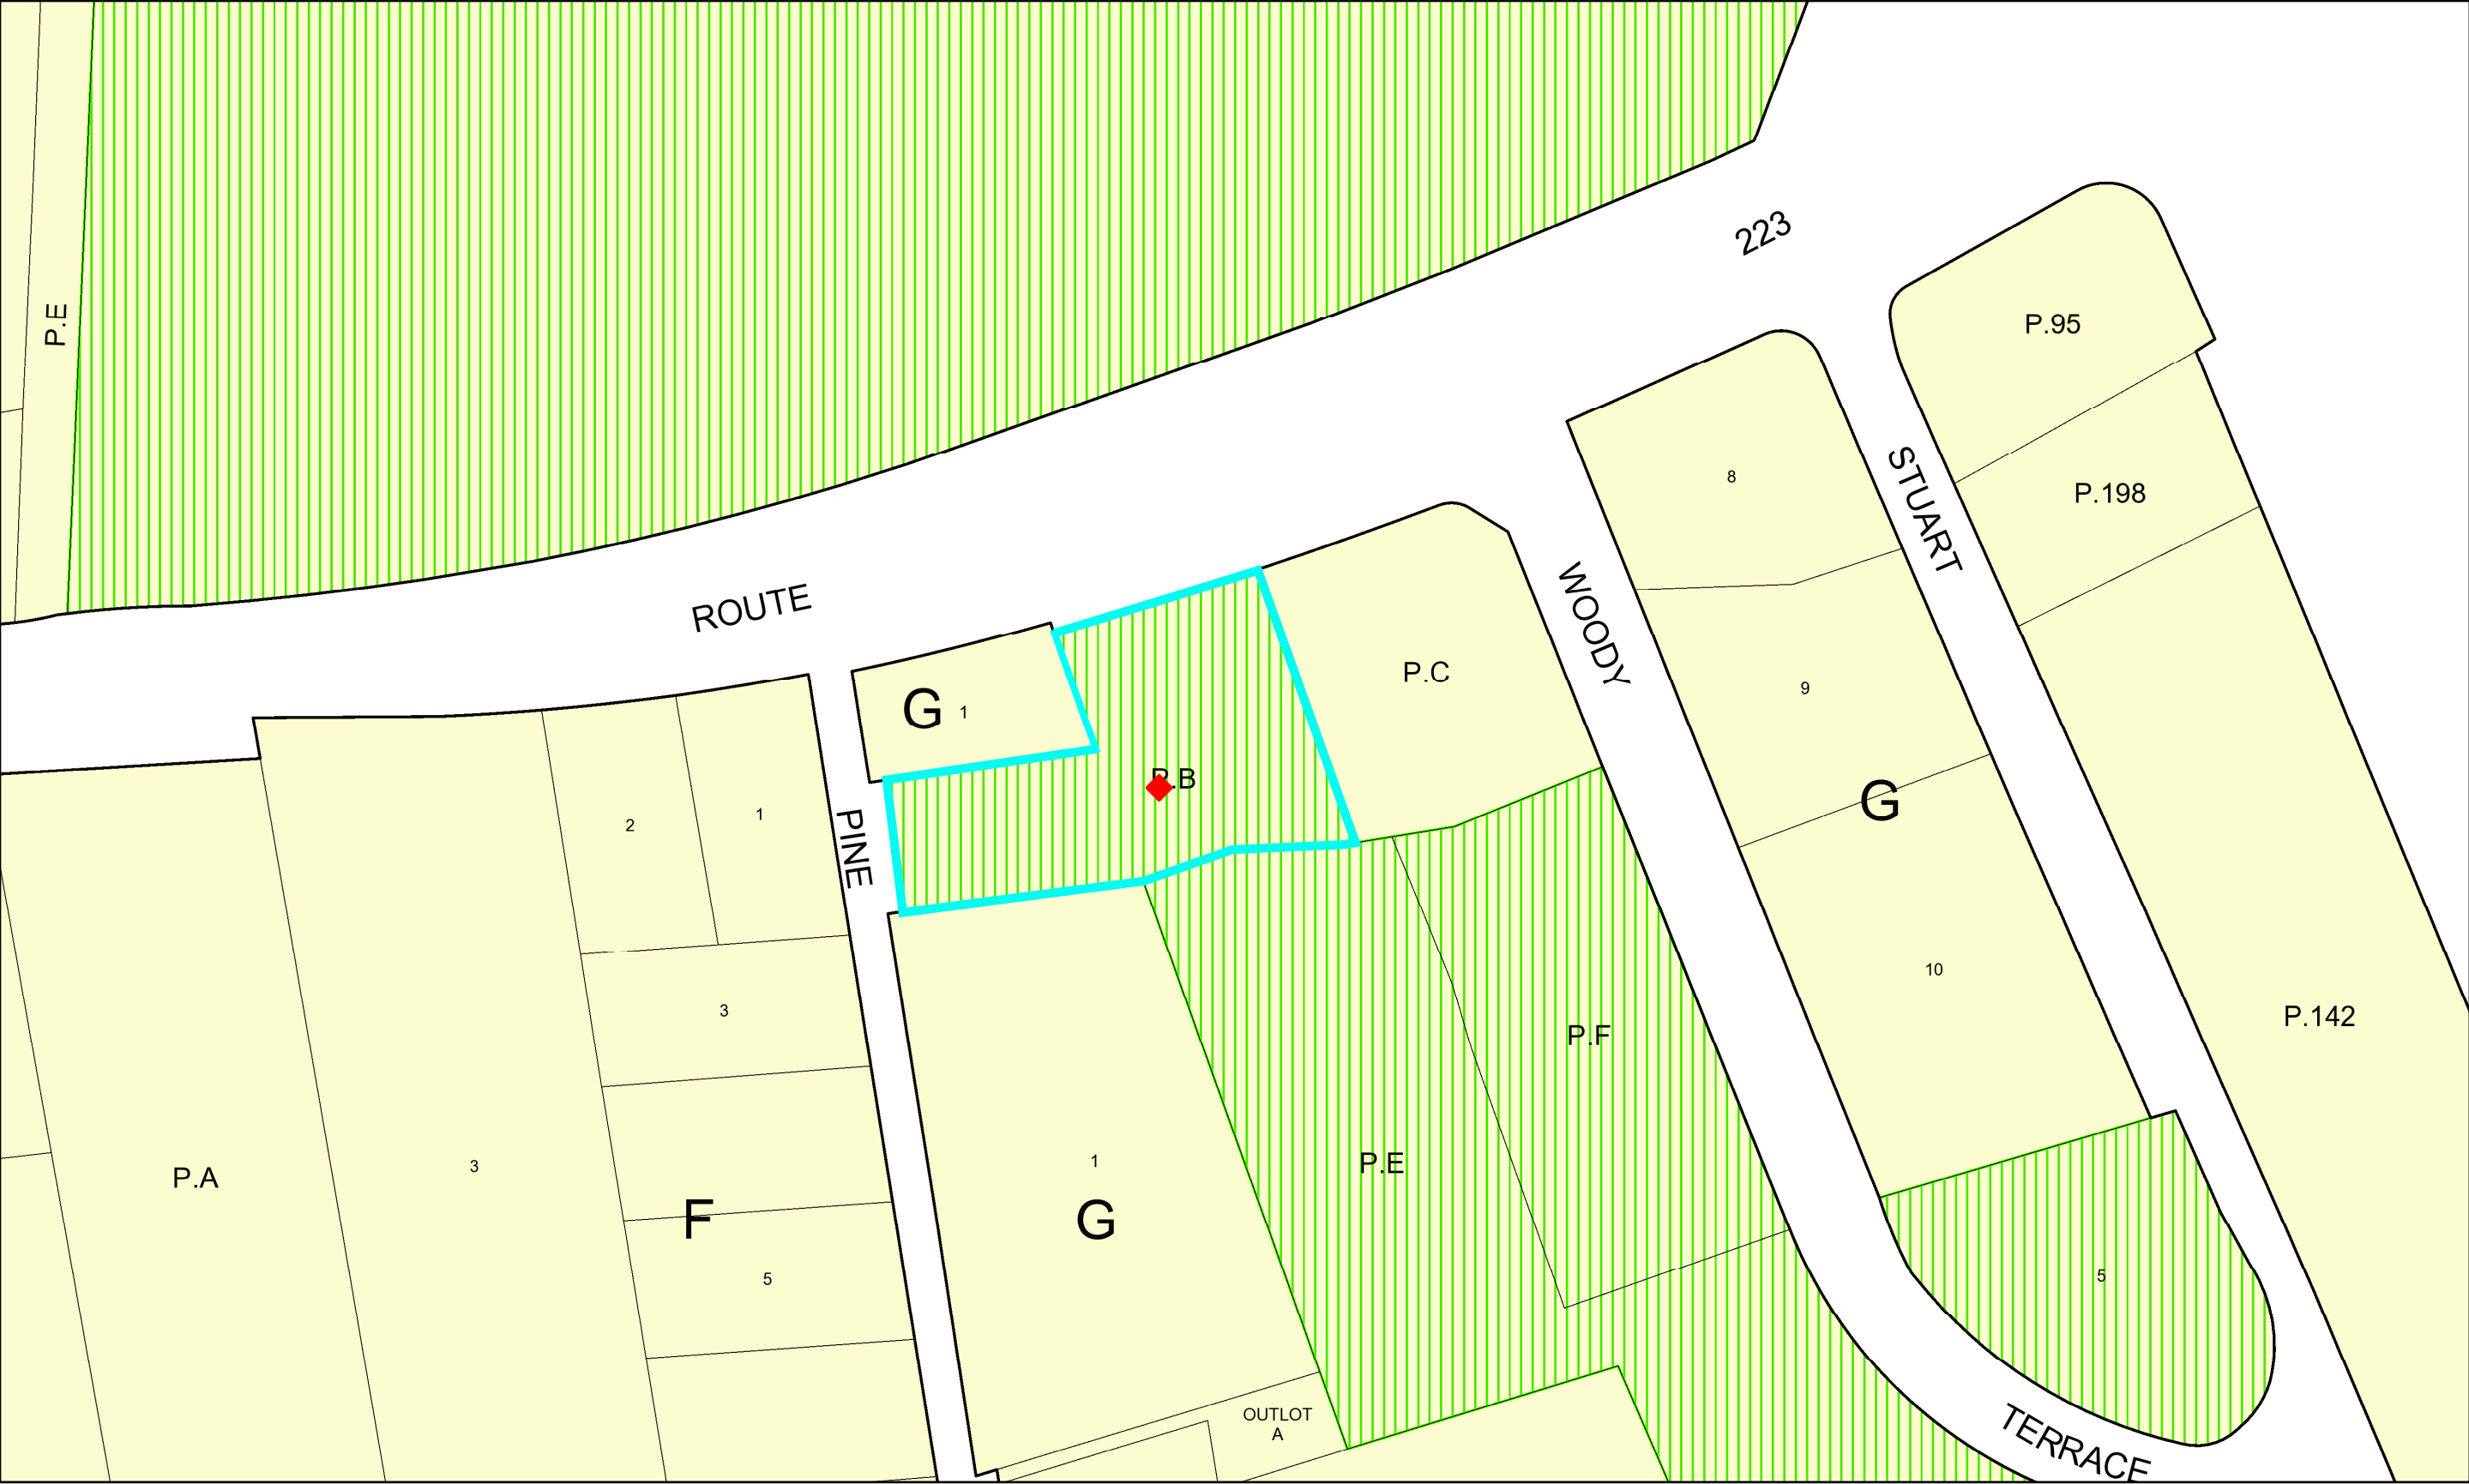 223
P.E
P.95
8
P.198
STUART
ROUTE
WOODY
P.C
9
G 1
P.B
G
2
1
PINE
10
3
P.142
P.F
1
P.E
3
P.A
F
G
5
5
OUTLOT
A
TERRACE